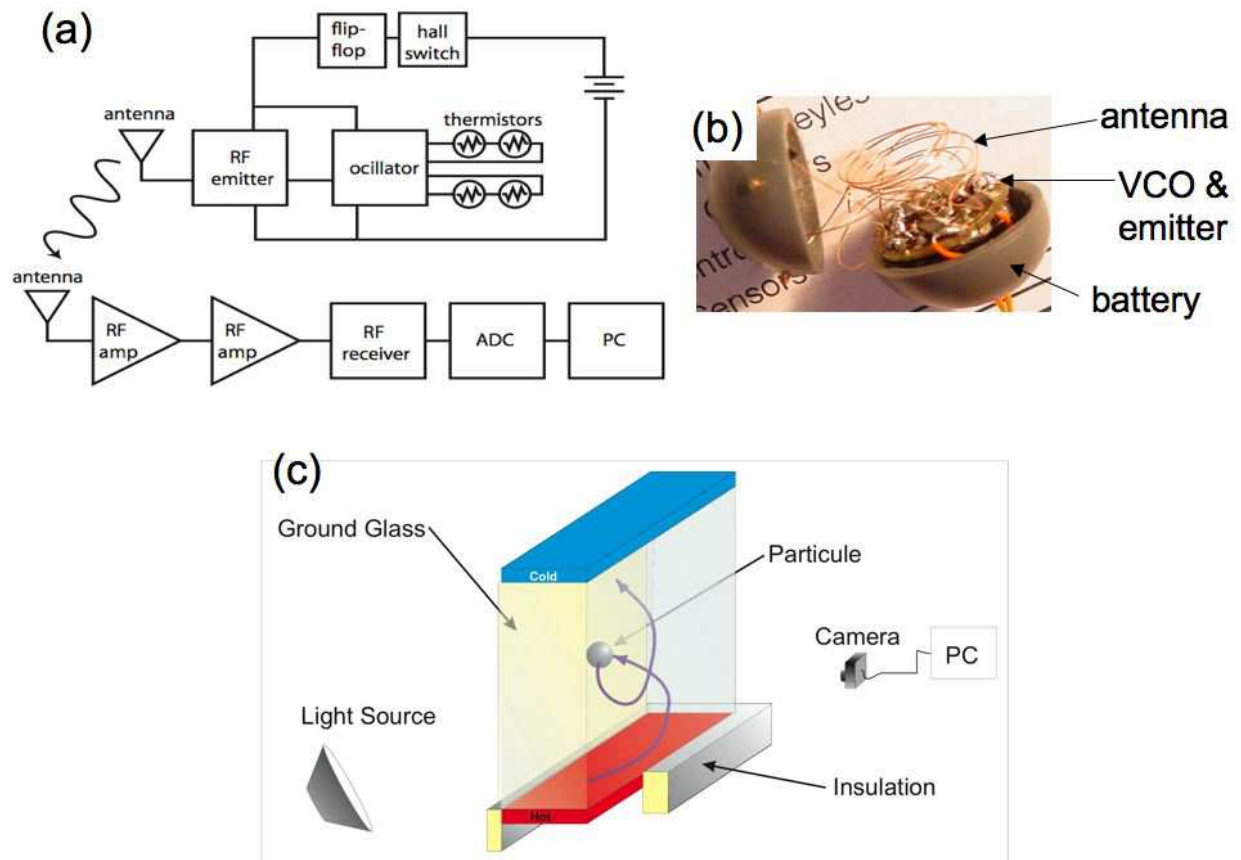 (a)
flip-
flop
hall
switch
antenna
thermistors
RF
emitter
ocillator
antenna
RF
amp
RF
amp
RF
receiver
ADC
PC
(b)
antenna
VCO &
emitter
battery
(c)
Ground Glass
Cold
Particule
Camera
PC
Light Source
Insulation
Hot